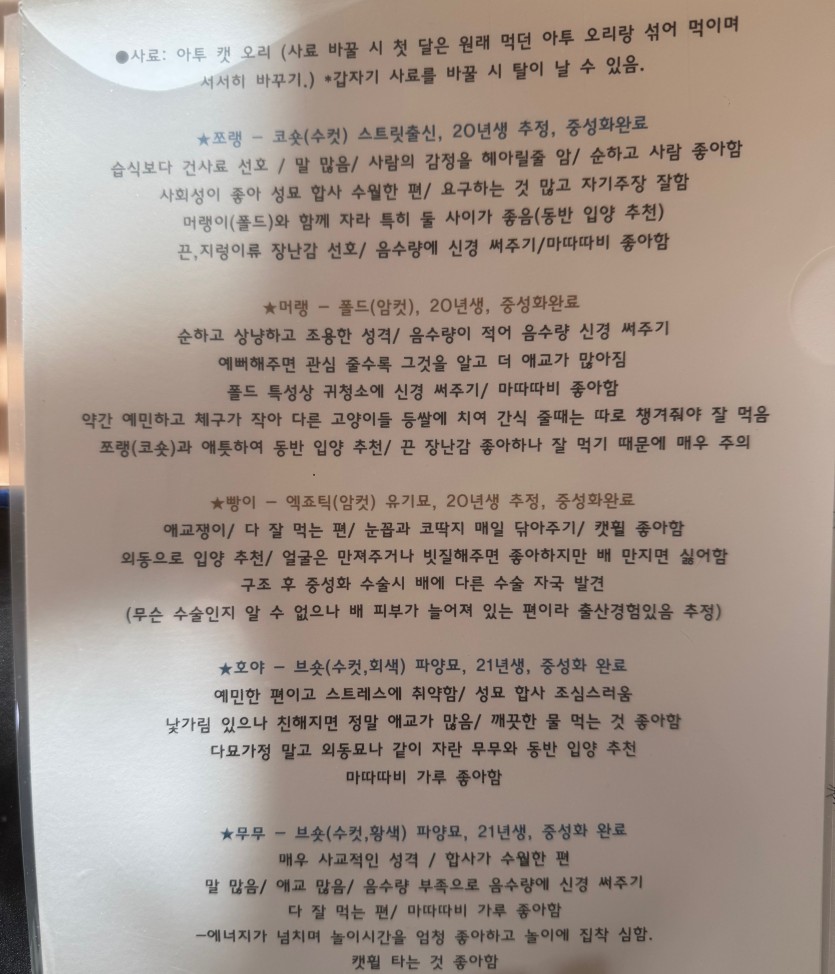 ●사료: 아투 캣 오리 (사료 바꿀 시 첫 달은 원래 먹던 아투 오리랑 섞어 먹이며
서서히 바꾸기.) *갑자기 사료를 바꿀 시 탈이 날 수 있음.
★쪼랭 - 코숏(수컷) 스트릿출신, 20년생 추정, 중성화완료
습식보다 건사료 선호 / 말 많음/ 사람의 감정을 헤아릴줄 암/ 순하고 사람 좋아함
사회성이 좋아 성묘 합사 수월한 편/ 요구하는 것 많고 자기주장 잘함
머랭이(폴드)와 함께 자라 특히 둘 사이가 좋음(동반 입양 추천)
끈,지렁이류 장난감 선호/ 음수량에 신경 써주기/마따따비 좋아함
★머랭 - 폴드(암컷), 20년생, 중성화완료
순하고 상냥하고 조용한 성격/ 음수량이 적어 음수량 신경 써주기
예뻐해주면 관심 줄수록 그것을 알고 더 애교가 많아짐
폴드 특성상 귀청소에 신경 써주기/ 마따따비 좋아함
약간 예민하고 체구가 작아 다른 고양이들 등쌀에 치여 간식 줄때는 따로 챙겨줘야 잘 먹음
쪼랭(코숏)과 애틋하여 동반 입양 추천/ 끈 장난감 좋아하나 잘 먹기 때문에 매우 주의
★빵이 - 엑죠틱(암컷) 유기묘, 20년생 추정, 중성화완료
애교쟁이/ 다 잘 먹는 편/ 눈꼽과 코딱지 매일 닦아주기/ 캣휠 좋아함
외동으로 입양 추천/ 얼굴은 만져주거나 빗질해주면 좋아하지만 배 만지면 싫어함
구조 후 중성화 수술시 배에 다른 수술 자국 발견
(무슨 수술인지 알 수 없으나 배 피부가 늘어져 있는 편이라 출산경험있음 추정)
★호야 - 브숏(수컷,회색) 파양묘, 21년생, 중성화 완료
예민한 편이고 스트레스에 취약함/ 성묘 합사 조심스러움
낯가림 있으나 친해지면 정말 애교가 많음/ 깨끗한 물 먹는 것 좋아함
다묘가정 말고 외동묘나 같이 자란 무무와 동반 입양 추천
마따따비 가루 좋아함
★무무 - 브숏(수컷,황색) 파양묘, 21년생, 중성화 완료
매우 사교적인 성격 / 합사가 수월한 편
말 많음/ 애교 많음/ 음수량 부족으로 음수량에 신경 써주기
다 잘 먹는 편/ 마따따비 가루 좋아함
-에너지가 넘치며 놀이시간을 엄청 좋아하고 놀이에 집착 심함.
캣휠 타는 것 좋아함